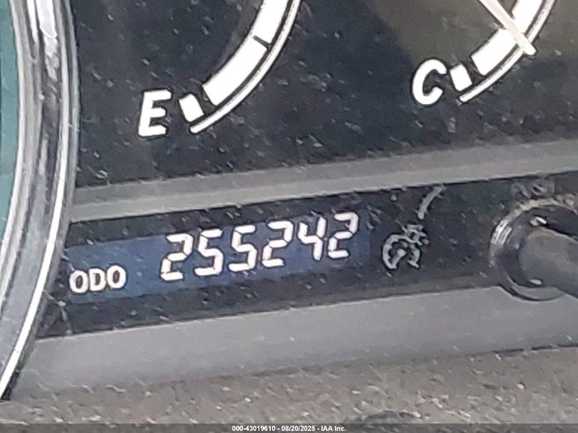 E
C
ODO 255242
000-43019610 - 08/20/2025 - IAA Inc.